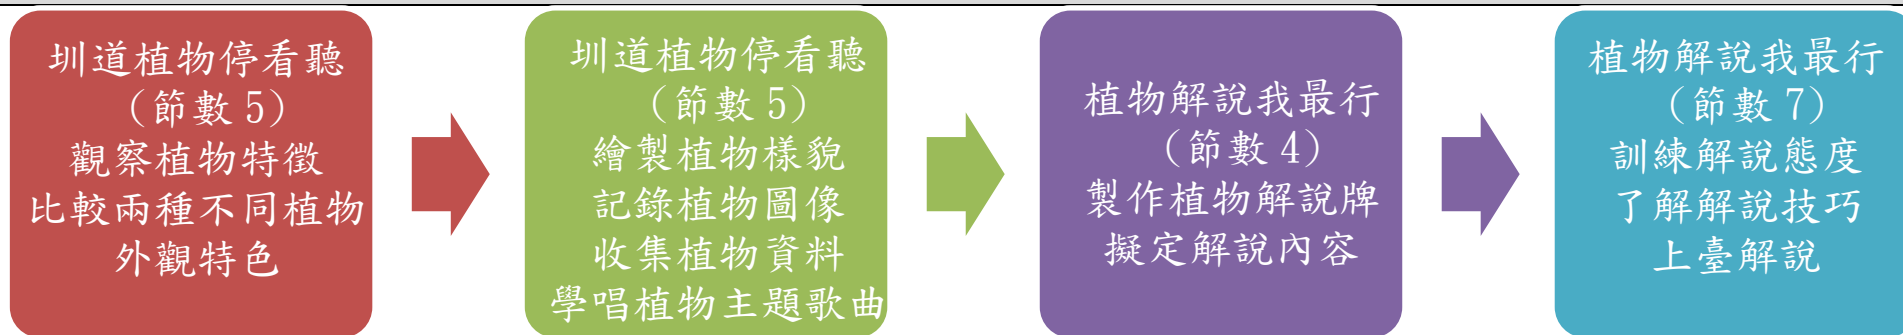 圳道植物停看聽
（節數 5）
觀察植物特徵
比較兩種不同植物
外觀特色
圳道植物停看聽
（節數 5）
繪製植物樣貌
記錄植物圖像
收集植物資料
學唱植物主題歌曲
植物解說我最行
（節數 4）
製作植物解說牌
擬定解說內容
植物解說我最行
（節數 7）
訓練解說態度
了解解說技巧
上臺解說